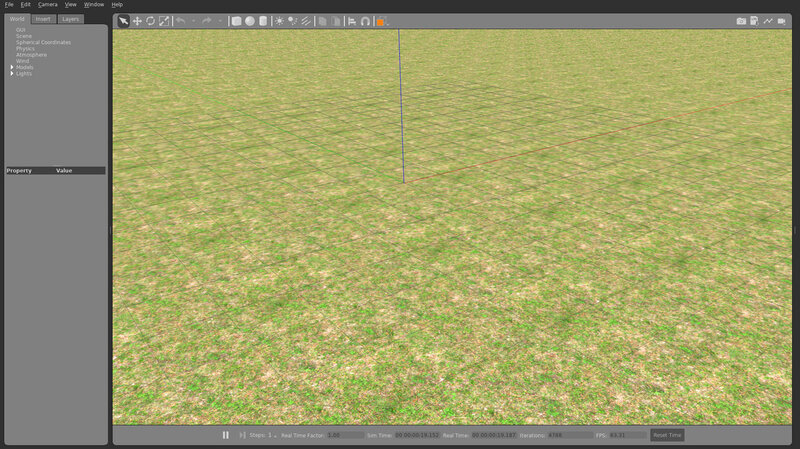 File Edit Camera View Window Help
World Insert Layers
GUI
Scene
Spherical Coordinates
Physics
Atmosphere
Wind
Models
Lights
Property Value
Steps: 1 Real Time Factor: 1.00 Sim Time: 00 00:00:19.152 Real Time: 00 00:00:19.187 Iterations: 4788 FPS: 63.31 Reset Time